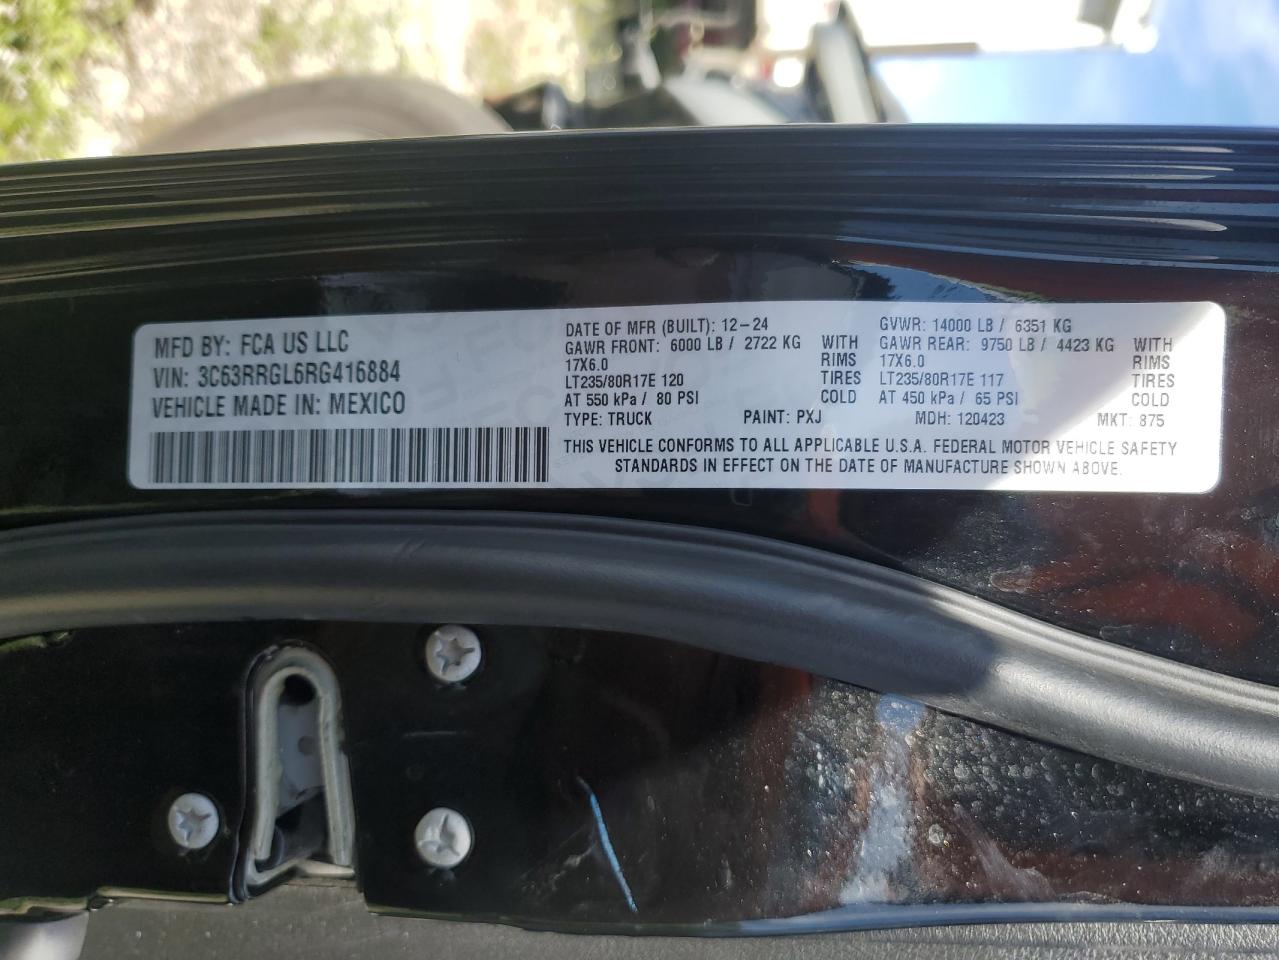 MFD BY: FCA US LLC
VIN: 3C63RRGL6RG416884
VEHICLE MADE IN: MEXICO
DATE OF MFR (BUILT): 12-24
GAWR FRONT: 6000 LB / 2722 KG WITH
17X6.0 RIMS
LT235/80R17E 120 TIRES
AT 550 kPa / 80 PSI COLD
TYPE: TRUCK PAINT: PXJ
GVWR: 14000 LB / 6351 KG
GAWR REAR: 9750 LB / 4423 KG WITH
17X6.0 RIMS
LT235/80R17E 117 TIRES
AT 450 kPa / 65 PSI COLD
MDH: 120423 MKT: 875
THIS VEHICLE CONFORMS TO ALL APPLICABLE U.S.A. FEDERAL MOTOR VEHICLE SAFETY
STANDARDS IN EFFECT ON THE DATE OF MANUFACTURE SHOWN ABOVE.